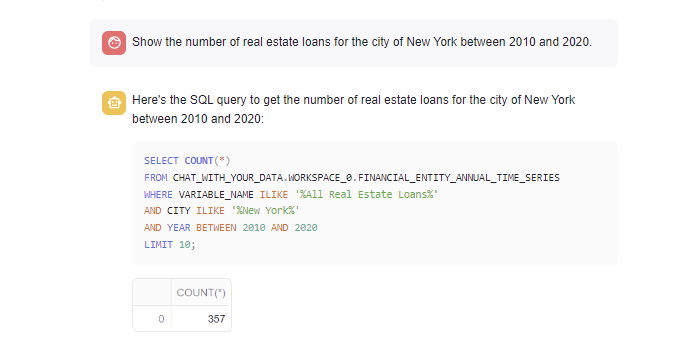 Show the number of real estate loans for the city of New York between 2010 and 2020.
Here's the SQL query to get the number of real estate loans for the city of New York
between 2010 and 2020:
SELECT COUNT(*)
FROM CHAT_WITH_YOUR_DATA.WORKSPACE_0.FINANCIAL_ENTITY_ANNUAL_TIME_SERIES
WHERE VARIABLE_NAME ILIKE '%All Real Estate Loans%'
AND CITY ILIKE '%New York%'
AND YEAR BETWEEN 2010 AND 2020
LIMIT 10;
COUNT(*)
0 357